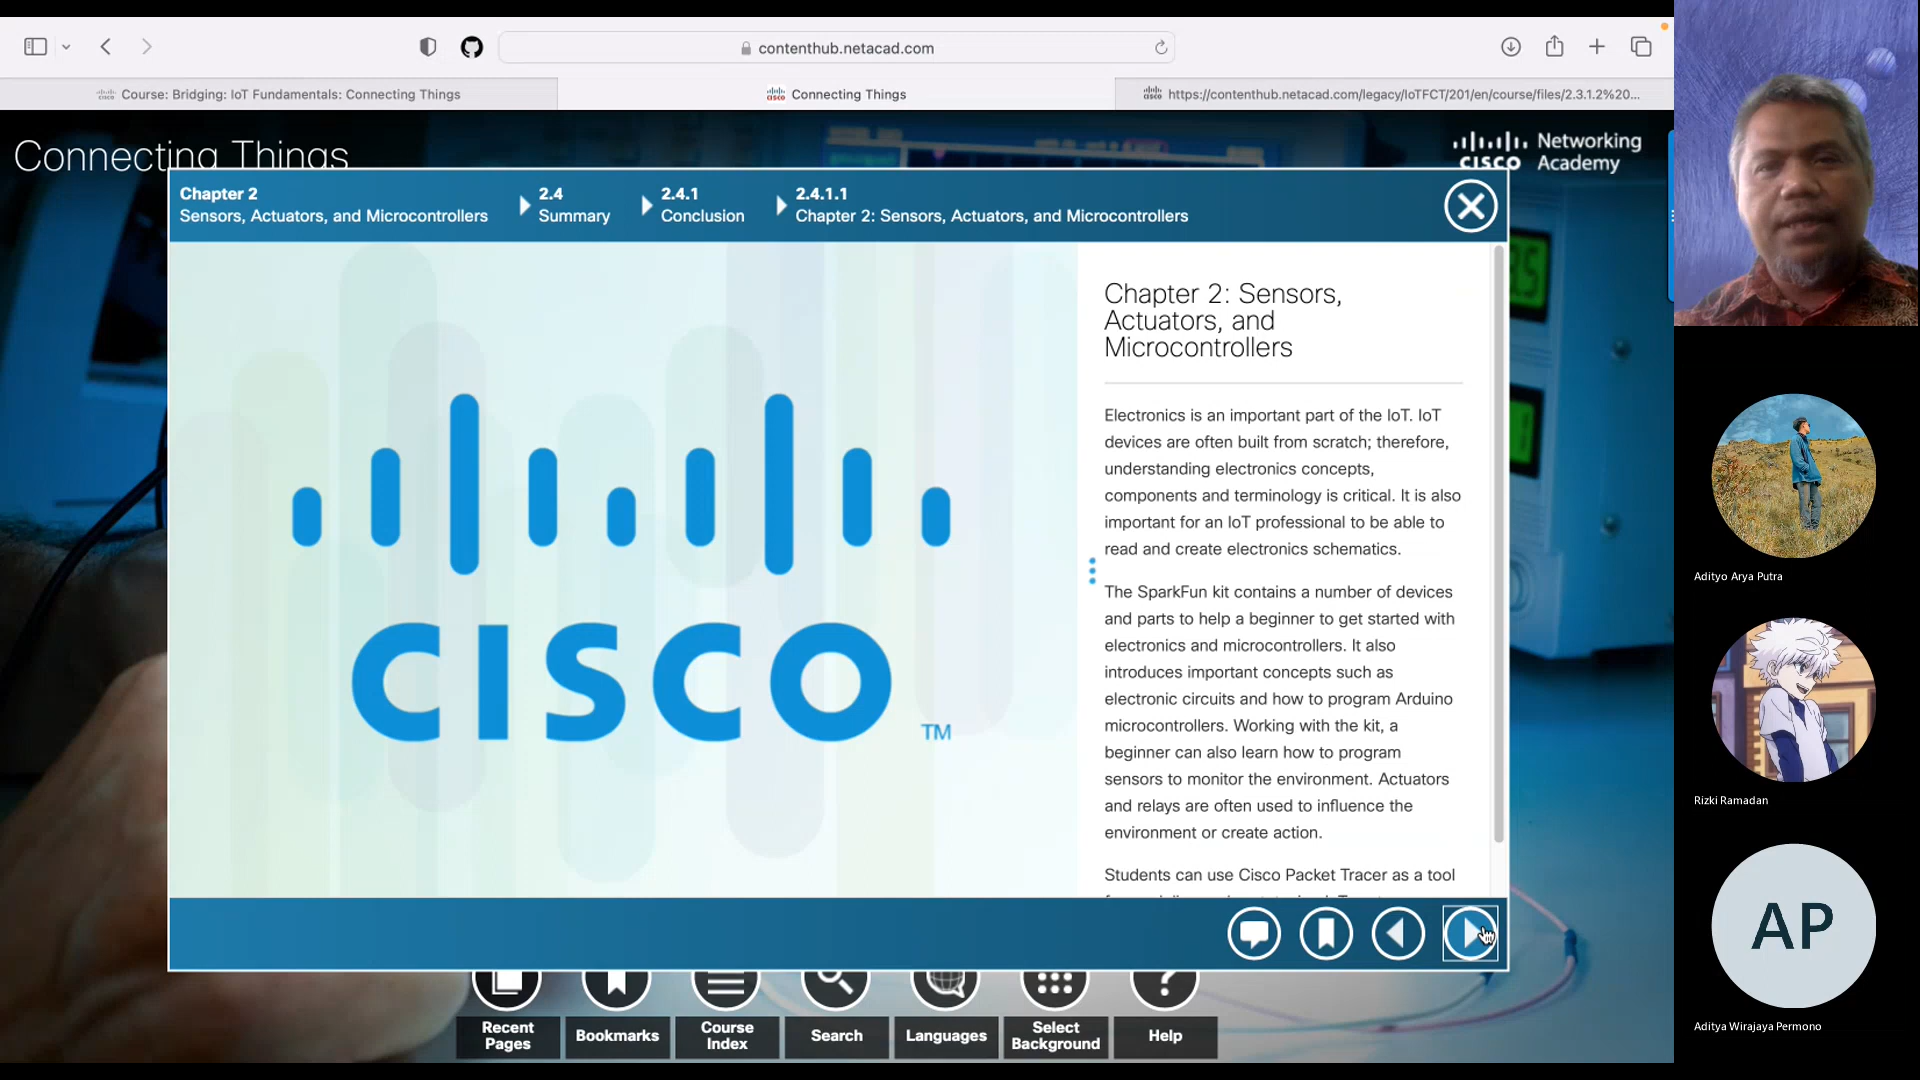 contenthub.netacad.com
Course: Bridging: IoT Fundamentals: Connecting Things
Connecting Things
https://contenthub.netacad.com/legacy/IoTFCT/201/en/course/files/2.3.1.2%20...
Connecting Things
CISCO
Networking
Academy
Chapter 2
Sensors, Actuators, and Microcontrollers
2.4
Summary
2.4.1
Conclusion
2.4.1.1
Chapter 2: Sensors, Actuators, and Microcontrollers
CISCO
TM
Chapter 2: Sensors,
Actuators, and
Microcontrollers
Electronics is an important part of the IoT. IoT
devices are often built from scratch; therefore,
understanding electronics concepts,
components and terminology is critical. It is also
important for an IoT professional to be able to
read and create electronics schematics.
The SparkFun kit contains a number of devices
and parts to help a beginner to get started with
electronics and microcontrollers. It also
introduces important concepts such as
electronic circuits and how to program Arduino
microcontrollers. Working with the kit, a
beginner can also learn how to program
sensors to monitor the environment. Actuators
and relays are often used to influence the
environment or create action.
Students can use Cisco Packet Tracer as a tool
Recent
Pages
Bookmarks
Course
Index
Search
Languages
Select
Background
Help
Adityo Arya Putra
Rizki Ramadan
AP
Aditya Wirajaya Permono